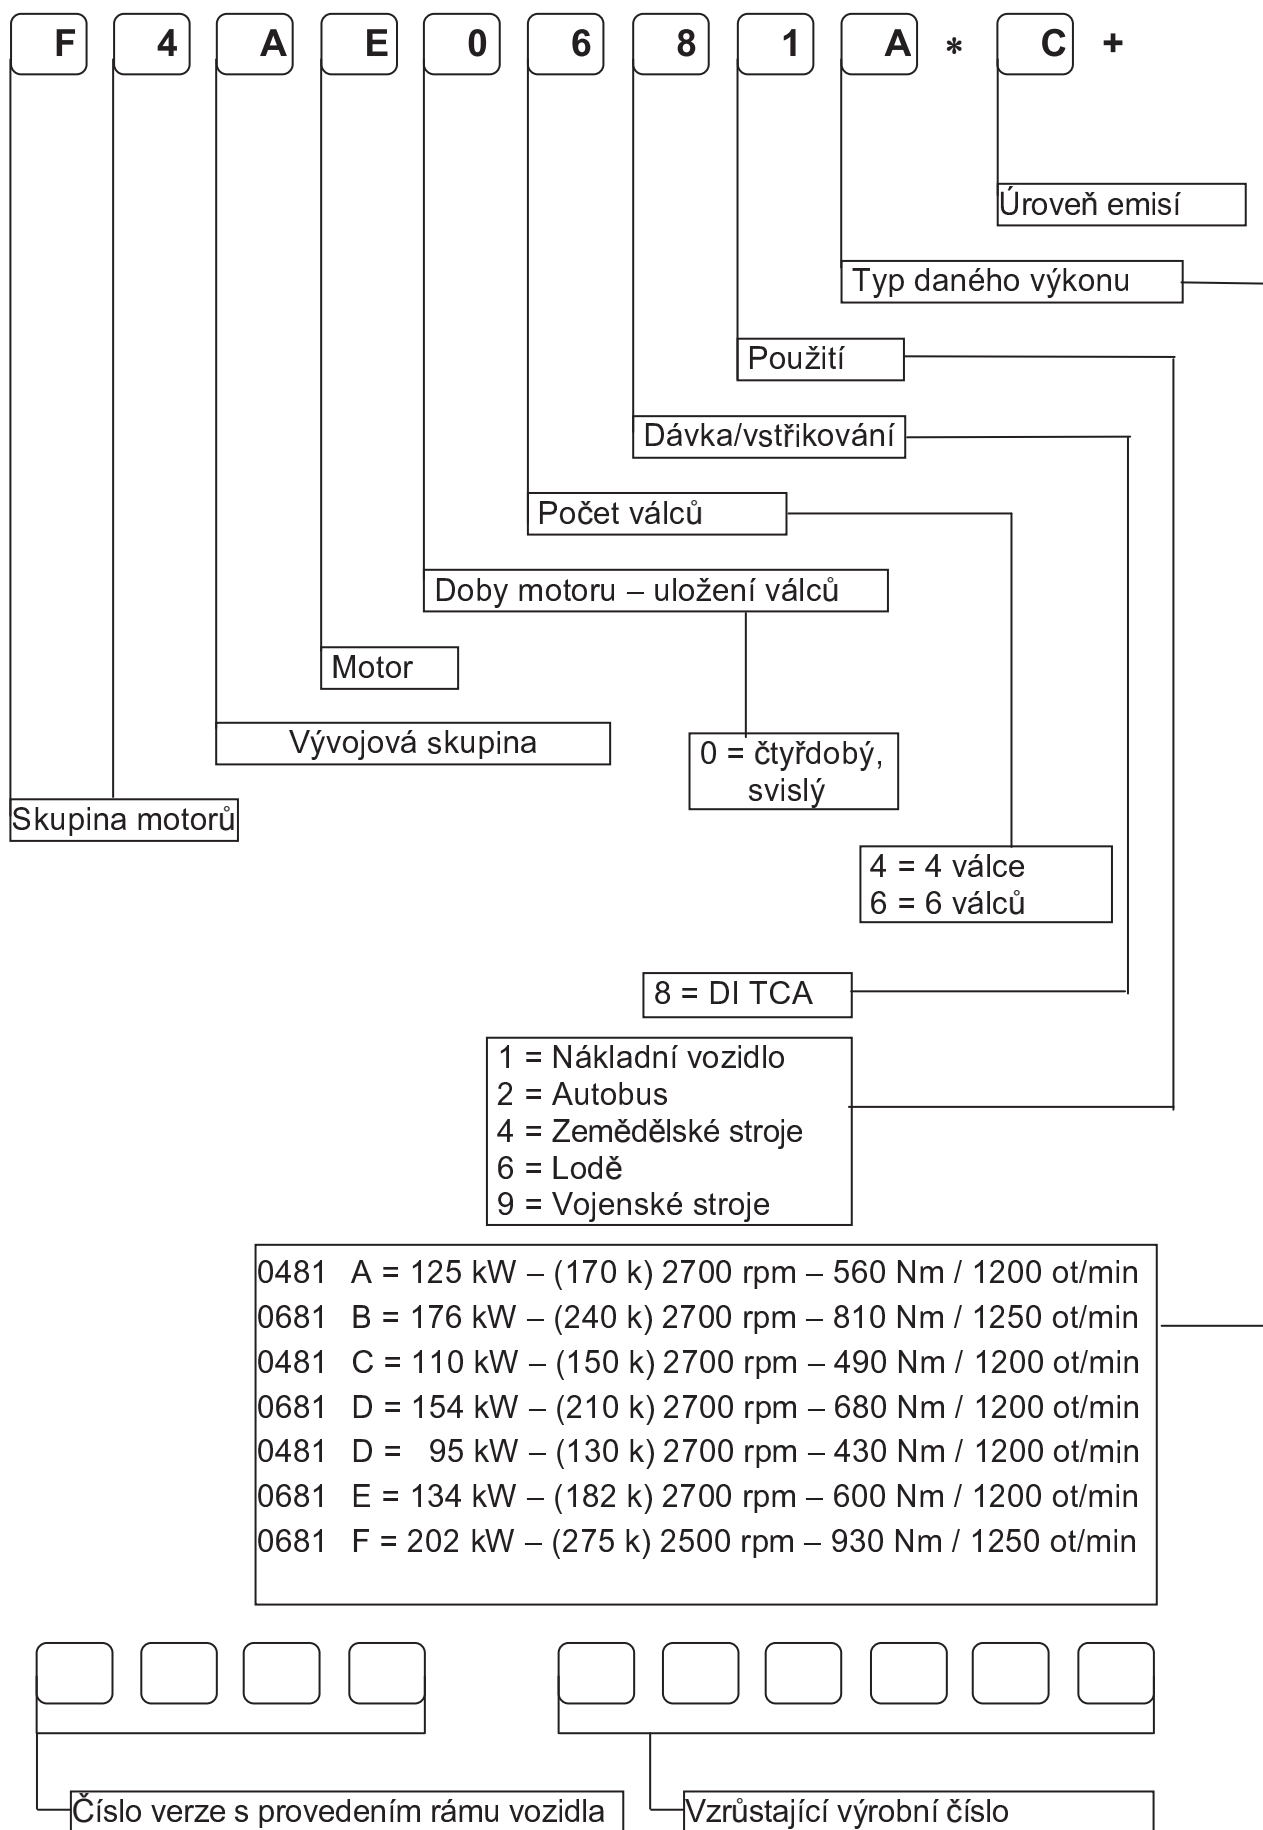 F 4 A E 0 6 8 1 A * C +
Úroveň emisí
Typ daného výkonu
Použití
Dávka/vstřikování
Počet válců
Doby motoru – uložení válců
Motor
Vývojová skupina
0 = čtyřdobý,
svislý
Skupina motorů
4 = 4 válce
6 = 6 válců
8 = DI TCA
1 = Nákladní vozidlo
2 = Autobus
4 = Zemědělské stroje
6 = Lodě
9 = Vojenské stroje
0481 A = 125 kW – (170 k) 2700 rpm – 560 Nm / 1200 ot/min
0681 B = 176 kW – (240 k) 2700 rpm – 810 Nm / 1250 ot/min
0481 C = 110 kW – (150 k) 2700 rpm – 490 Nm / 1200 ot/min
0681 D = 154 kW – (210 k) 2700 rpm – 680 Nm / 1200 ot/min
0481 D = 95 kW – (130 k) 2700 rpm – 430 Nm / 1200 ot/min
0681 E = 134 kW – (182 k) 2700 rpm – 600 Nm / 1200 ot/min
0681 F = 202 kW – (275 k) 2500 rpm – 930 Nm / 1250 ot/min
Číslo verze s provedením rámu vozidla
Vzrůstající výrobní číslo